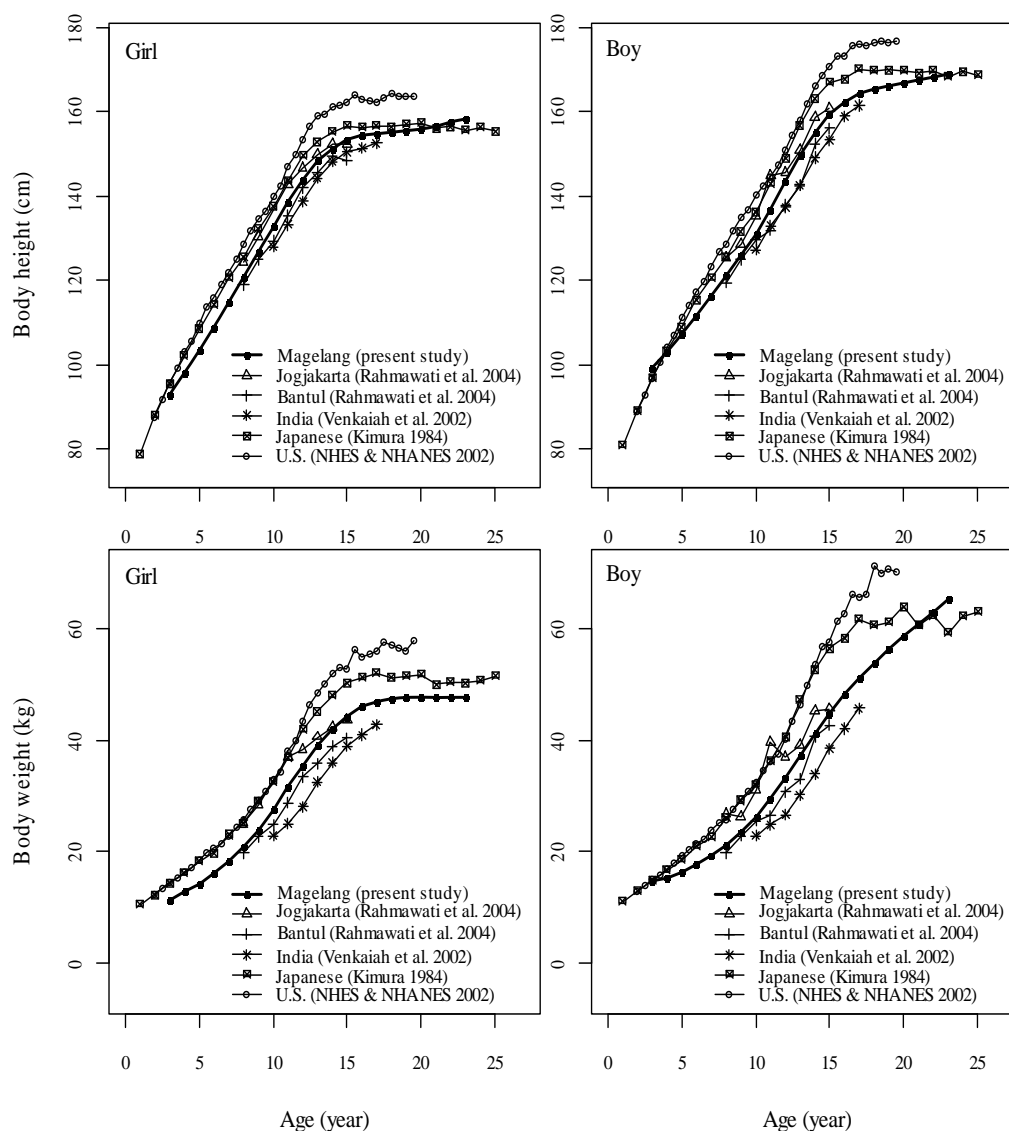 Girl
Boy
Body height (cm)
80 100 120 140 160 180
80 100 120 140 160 180
Magelang (present study)
Jogjakarta (Rahmawati et al. 2004)
Bantul (Rahmawati et al. 2004)
India (Venkaiah et al. 2002)
Japanese (Kimura 1984)
U.S. (NHES & NHANES 2002)
Magelang (present study)
Jogjakarta (Rahmawati et al. 2004)
Bantul (Rahmawati et al. 2004)
India (Venkaiah et al. 2002)
Japanese (Kimura 1984)
U.S. (NHES & NHANES 2002)
0 5 10 15 20 25
0 5 10 15 20 25
Girl
Boy
Body weight (kg)
0 20 40 60
0 20 40 60
Magelang (present study)
Jogjakarta (Rahmawati et al. 2004)
Bantul (Rahmawati et al. 2004)
India (Venkaiah et al. 2002)
Japanese (Kimura 1984)
U.S. (NHES & NHANES 2002)
Magelang (present study)
Jogjakarta (Rahmawati et al. 2004)
Bantul (Rahmawati et al. 2004)
India (Venkaiah et al. 2002)
Japanese (Kimura 1984)
U.S. (NHES & NHANES 2002)
0 5 10 15 20 25
0 5 10 15 20 25
Age (year)
Age (year)